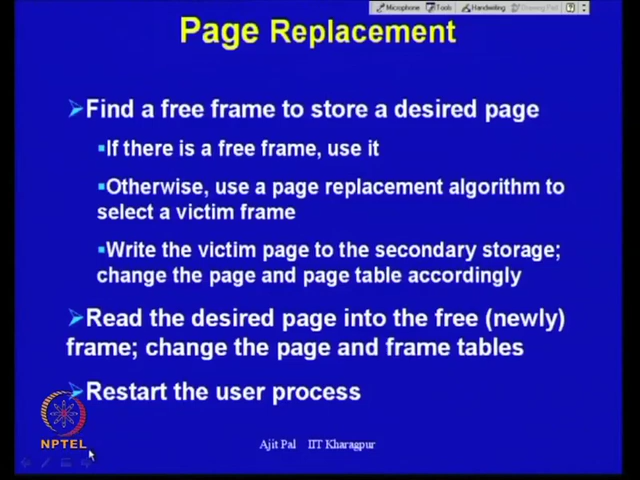 Microphone Tools Handwriting Drawing Pad
Page Replacement
Find a free frame to store a desired page
If there is a free frame, use it
Otherwise, use a page replacement algorithm to
select a victim frame
Write the victim page to the secondary storage;
change the page and page table accordingly
Read the desired page into the free (newly)
frame; change the page and frame tables
Restart the user process
NPTEL
Ajit Pal IIT Kharagpur